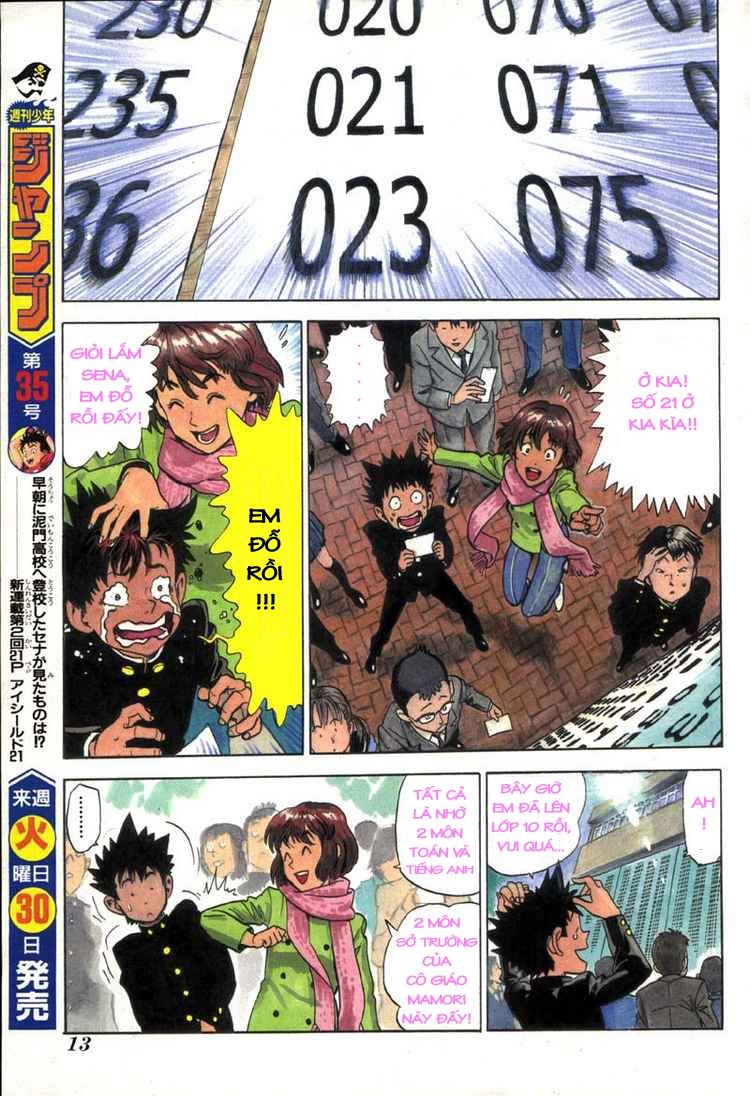 230
020
070
235
021
071
36
023
075
週刊少年
ジャンプ
第
35
号
早朝に泥門高校へ登校したセナが見たものは!?
新連載第2回21P アイシールド21
来週
火
曜日
30
日
発売
Ở KIA!
SỐ 21 Ở
KIA KÌA!!
GIỎI LẮM
SENA,
EM ĐỖ
RỒI ĐẤY!
EM
ĐỖ
RỒI
!!!
AH
!
BÂY GIỜ
EM ĐÃ LÊN
LỚP 10 RỒI,
VUI QUÁ...
TẤT CẢ
LÀ NHỜ
2 MÔN
TOÁN VÀ
TIẾNG ANH
2 MÔN
SỞ TRƯỜNG
CỦA
CÔ GIÁO
MAMORI
NÀY ĐẤY!
......
13